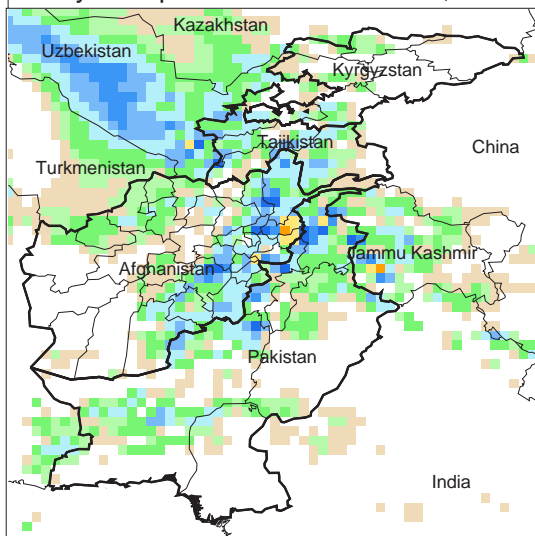 Kazakhstan
Uzbekistan
Kyrgyzstan
Tajikistan
China
Turkmenistan
Jammu Kashmir
Afghanistan
Pakistan
India